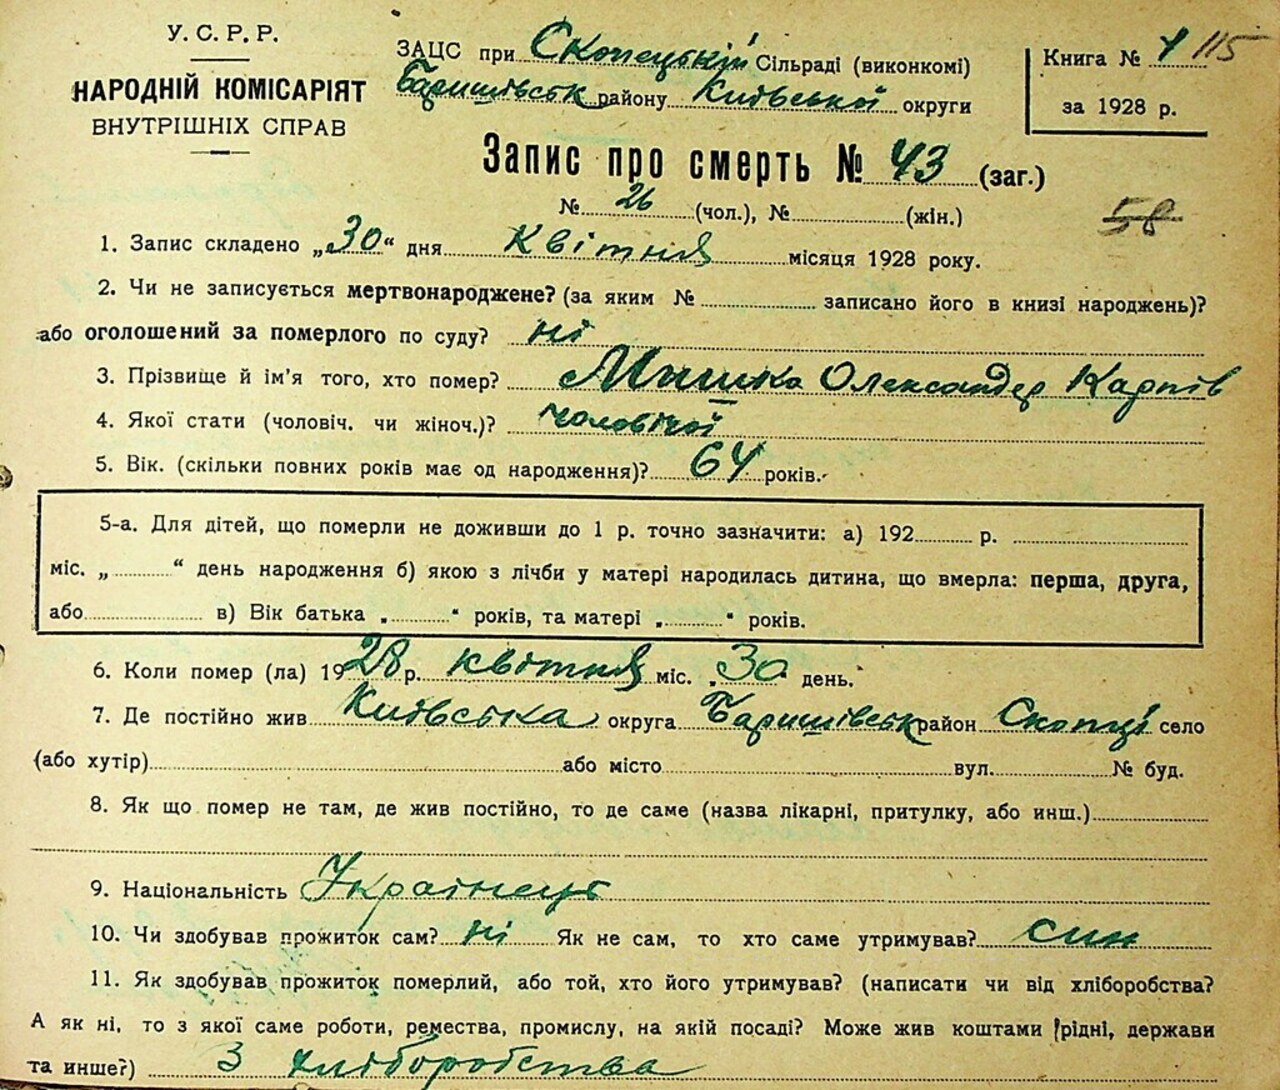 У. С. Р. Р.
НАРОДНІЙ КОМІСАРІЯТ
ВНУТРІШНІХ СПРАВ
ЗАЦС при Скопецькій Сільраді (виконкомі)
Баришівськ району Київської округи
Книга № 1 115
за 1928 р.
Запис про смерть № 43 (заг.)
№ 26 (чол.), № (жін.)
58
1. Запис складено „30“ дня Квітня місяця 1928 року.
2. Чи не записується мертвонароджене? (за яким № записано його в книзі народжень)?
або оголошений за померлого по суду? ні
3. Прізвище й ім'я того, хто помер? Мишка Олександер Карпів
4. Якої стати (чоловіч. чи жіноч.)? чоловічої
5. Вік. (скільки повних років має од народження)? 64 років.
5-а. Для дітей, що померли не доживши до 1 р. точно зазначити: а) 192 р.
міс. „ “ день народження б) якою з лічби у матері народилась дитина, що вмерла: перша, друга,
або в) Вік батька „ “ років, та матері „ “ років.
6. Коли помер (ла) 1928 р. квітня міс. „30 день.
7. Де постійно жив Київська округа Баришівськ район Скопці село
(або хутір) або місто вул. № буд.
8. Як що помер не там, де жив постійно, то де саме (назва лікарні, притулку, або инш.)
9. Національність Українець
10. Чи здобував прожиток сам? ні Як не сам, то хто саме утримував? син
11. Як здобував прожиток померлий, або той, хто його утримував? (написати чи від хліборобства?
А як ні, то з якої саме роботи, ремества, промислу, на якій посаді? Може жив коштами (рідні, держави
та инше?) З хліборобства